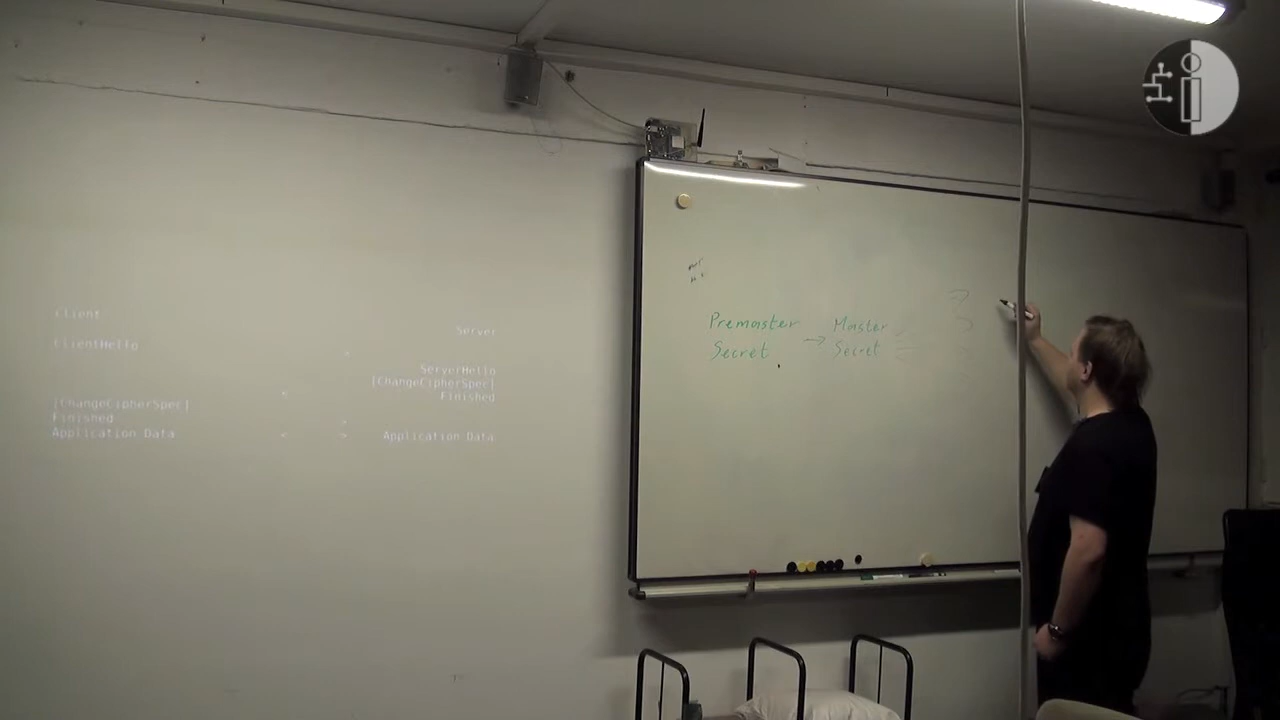 Client
Server
ClientHello
ServerHello
[ChangeCipherSpec]
< Finished
[ChangeCipherSpec]
Finished
Application Data < > Application Data
Premaster → Master
Secret Secret